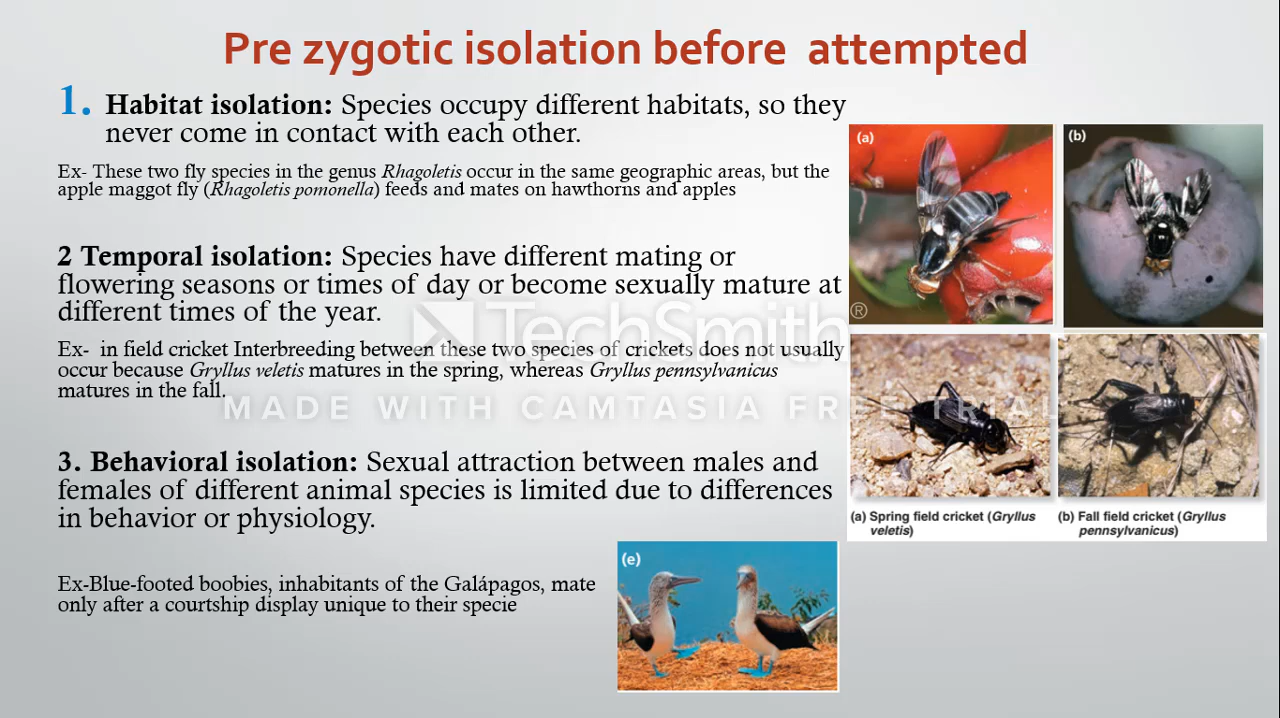 Pre zygotic isolation before attempted
1. Habitat isolation: Species occupy different habitats, so they
never come in contact with each other.
Ex- These two fly species in the genus Rhagoletis occur in the same geographic areas, but the
apple maggot fly (Rhagoletis pomonella) feeds and mates on hawthorns and apples
2 Temporal isolation: Species have different mating or
flowering seasons or times of day or become sexually mature at
different times of the year.
Ex- in field cricket Interbreeding between these two species of crickets does not usually
occur because Gryllus veletis matures in the spring, whereas Gryllus pennsylvanicus
matures in the fall.
3. Behavioral isolation: Sexual attraction between males and
females of different animal species is limited due to differences
in behavior or physiology.
Ex-Blue-footed boobies, inhabitants of the Galápagos, mate
only after a courtship display unique to their specie
(a)
(b)
(a) Spring field cricket (Gryllus
veletis)
(b) Fall field cricket (Gryllus
pennsylvanicus)
(e)
TechSmith®
MADE WITH CAMTASIA FREE TRIAL